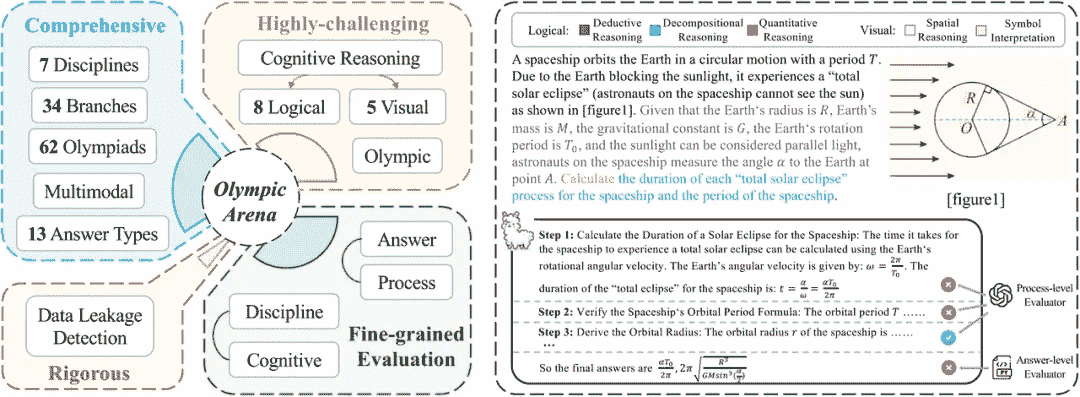 Comprehensive
7 Disciplines
34 Branches
62 Olympiads
Multimodal
13 Answer Types
Highly-challenging
Cognitive Reasoning
8 Logical
5 Visual
Olympic
Olympic
Arena
Data Leakage
Detection
Rigorous
Answer
Process
Discipline
Cognitive
Fine-grained
Evaluation
Logical:
Deductive
Reasoning
Decompositional
Reasoning
Quantitative
Reasoning
Visual:
Spatial
Reasoning
Symbol
Interpretation
A spaceship orbits the Earth in a circular motion with a period T.
Due to the Earth blocking the sunlight, it experiences a "total
solar eclipse" (astronauts on the spaceship cannot see the sun)
as shown in [figure1]. Given that the Earth's radius is R, Earth's
mass is M, the gravitational constant is G, the Earth's rotation
period is T₀, and the sunlight can be considered parallel light,
astronauts on the spaceship measure the angle α to the Earth at
point A. Calculate the duration of each "total solar eclipse"
process for the spaceship and the period of the spaceship.
R
O
α
A
[figure1]
Step 1: Calculate the Duration of a Solar Eclipse for the Spaceship: The time it takes for
the spaceship to experience a total solar eclipse can be calculated using the Earth's
rotational angular velocity. The Earth's angular velocity is given by: ω = 2π/T₀. The
duration of the "total eclipse" for the spaceship is: t = α/ω = αT₀/2π
Step 2: Verify the Spaceship's Orbital Period Formula: The orbital period T ……
Step 3: Derive the Orbital Radius: The orbital radius r of the spaceship is ……
…
So the final answers are αT₀/2π, 2π√(R³/GMsin³(α/2))
Process-level
Evaluator
Answer-level
Evaluator